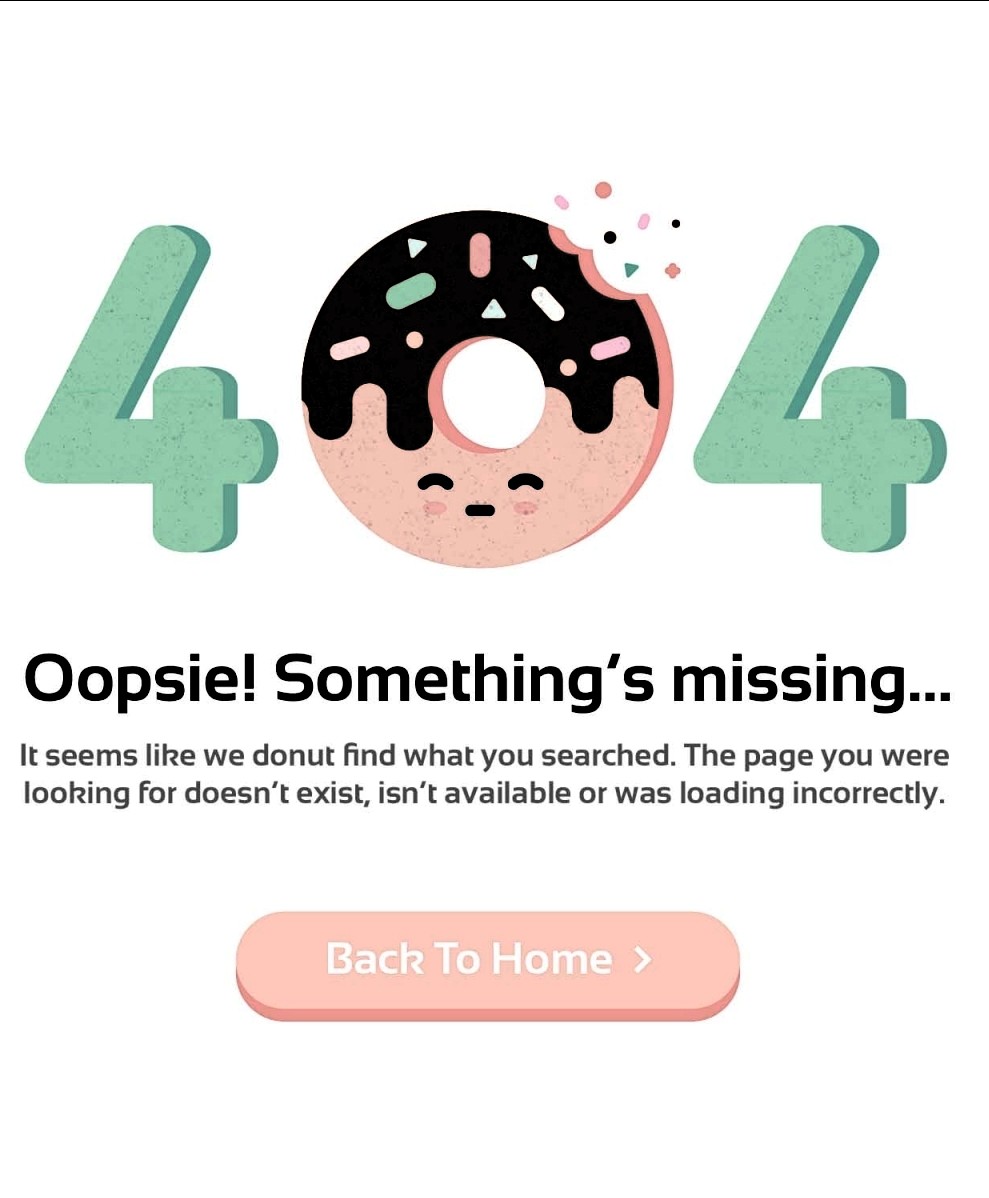 404
Oopsie! Something’s missing...
It seems like we donut find what you searched. The page you were
looking for doesn’t exist, isn’t available or was loading incorrectly.
Back To Home >